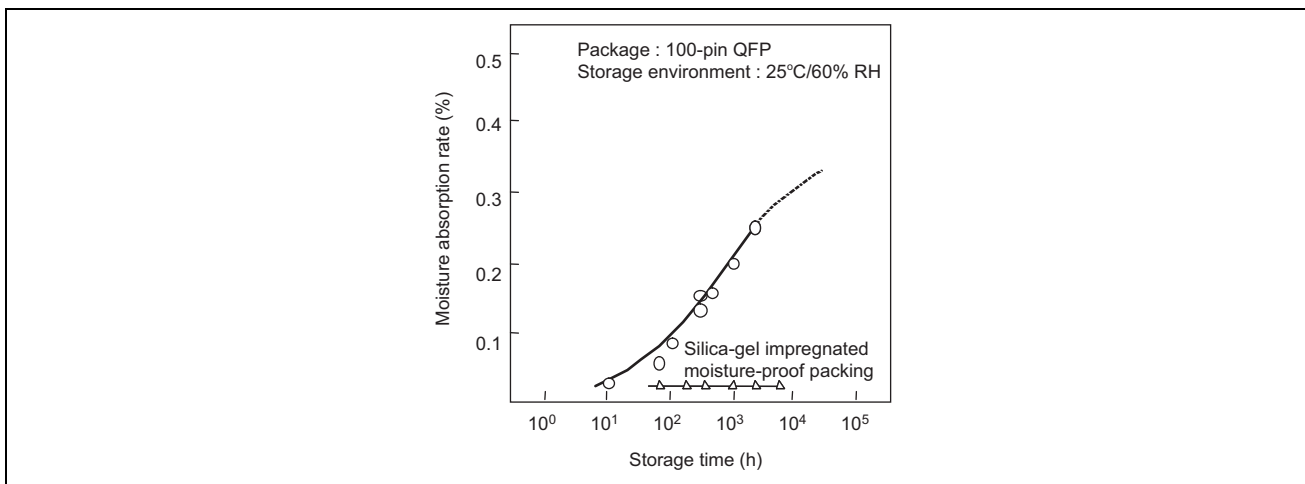 Package : 100-pin QFP
Storage environment : 25°C/60% RH
0.5
0.4
0.3
0.2
0.1
Moisture absorption rate (%)
Silica-gel impregnated
moisture-proof packing
10⁰ 10¹ 10² 10³ 10⁴ 10⁵
Storage time (h)